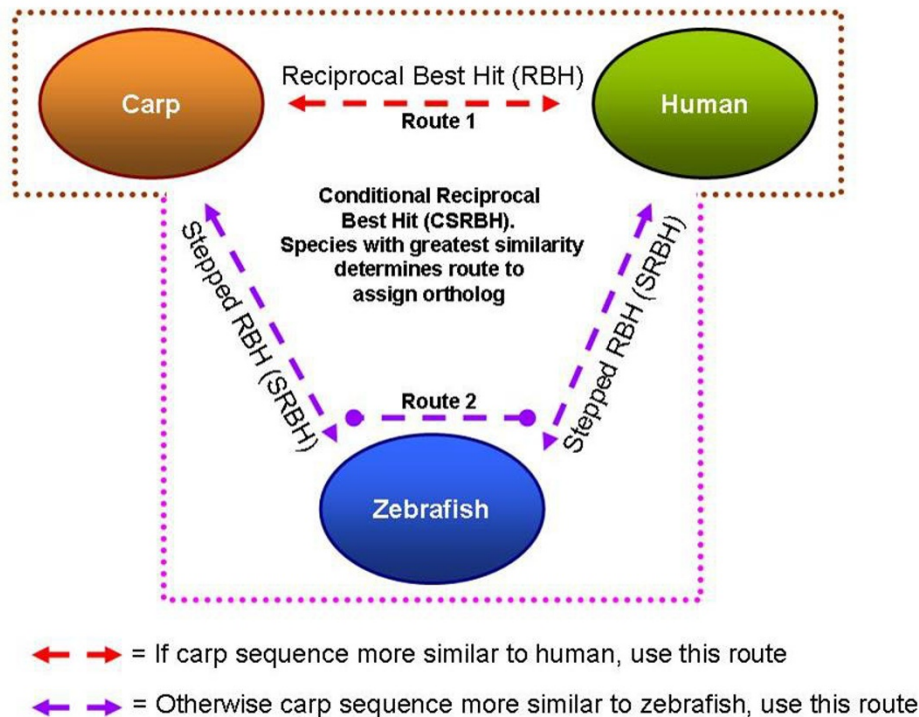 Carp
Reciprocal Best Hit (RBH)
Route 1
Human
Conditional Reciprocal
Best Hit (CSRBH).
Species with greatest similarity
determines route to
assign ortholog
Stepped RBH (SRBH)
Stepped RBH (SRBH)
Route 2
Zebrafish
= If carp sequence more similar to human, use this route
= Otherwise carp sequence more similar to zebrafish, use this route